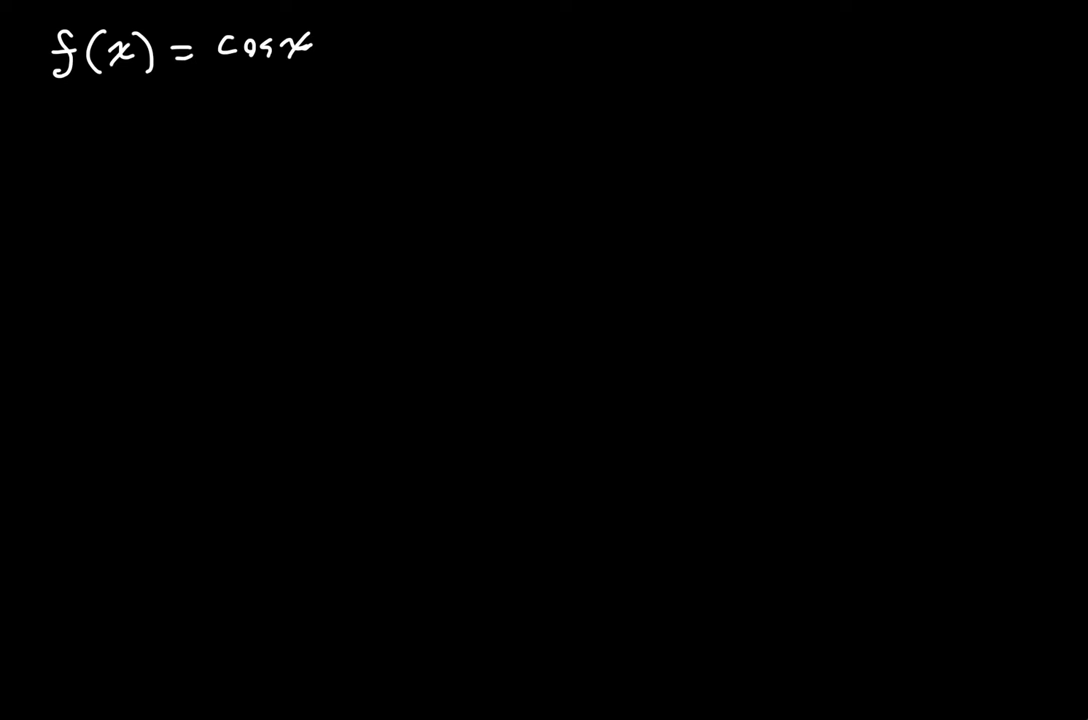 f(x) = cos x